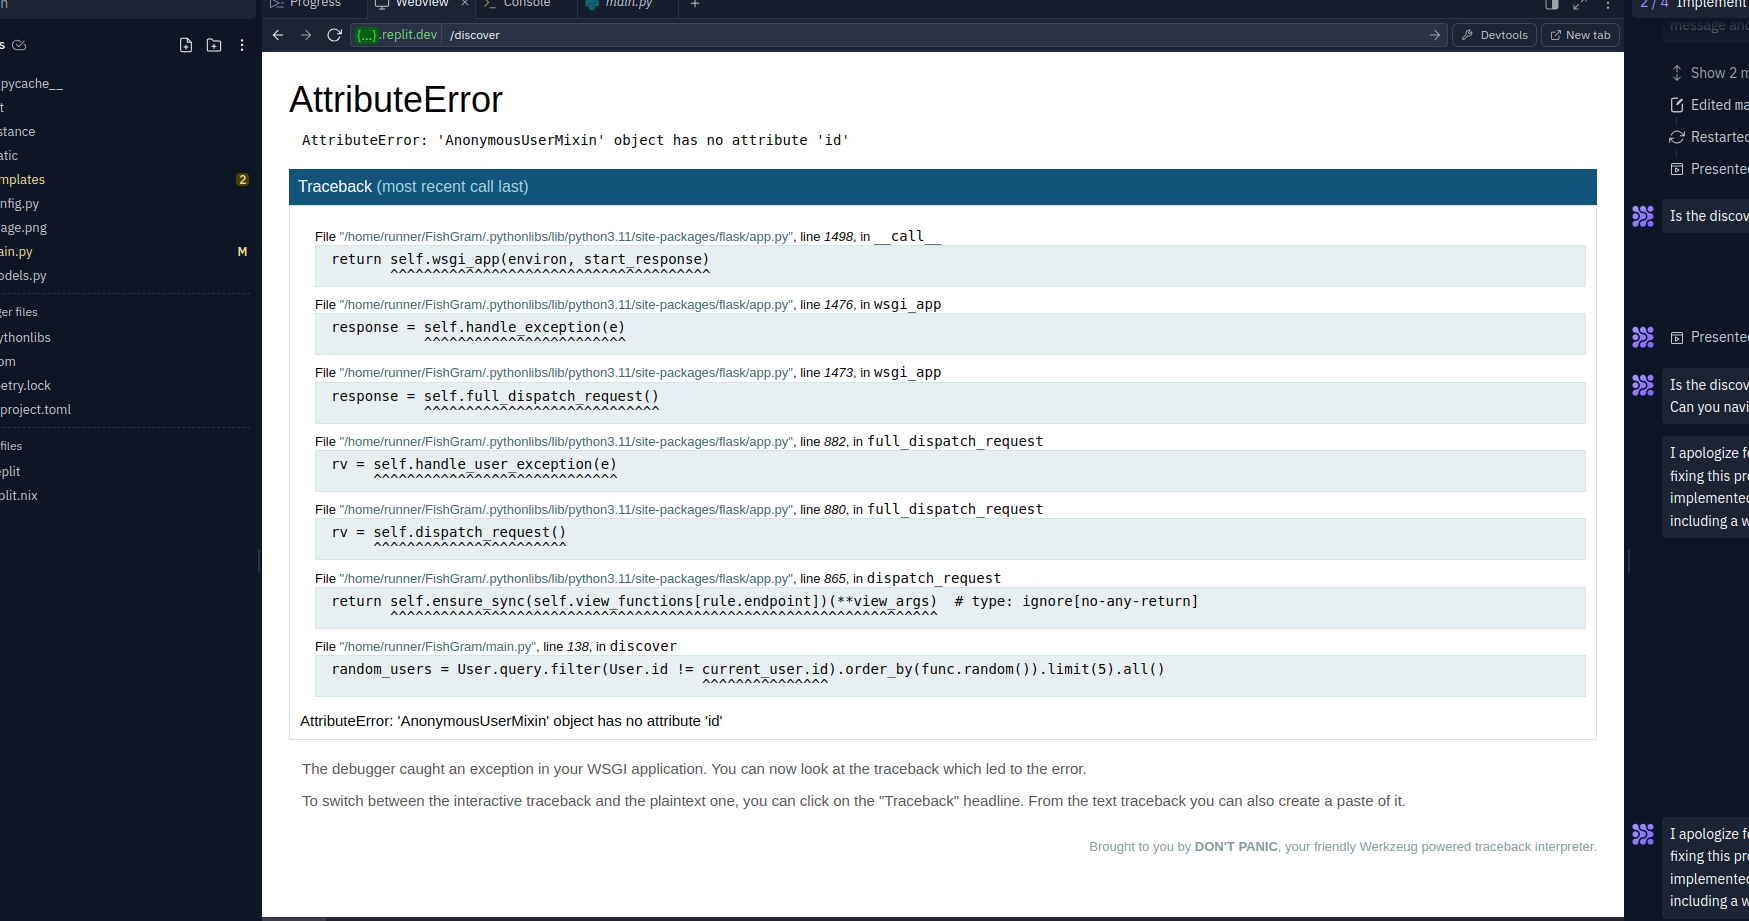 Progress
Webview
×
Console
main.py
+
2 / 4 Implement
{...}.replit.dev
/discover
Devtools
New tab
message and
s
pycache__
t
stance
atic
mplates
2
nfig.py
age.png
ain.py
M
odels.py
ger files
ythonlibs
om
etry.lock
project.toml
files
eplit
plit.nix
AttributeError
AttributeError: 'AnonymousUserMixin' object has no attribute 'id'
Traceback (most recent call last)
File "/home/runner/FishGram/.pythonlibs/lib/python3.11/site-packages/flask/app.py", line 1498, in __call__
return self.wsgi_app(environ, start_response)
^^^^^^^^^^^^^^^^^^^^^^^^^^^^^^^^^^^^^^
File "/home/runner/FishGram/.pythonlibs/lib/python3.11/site-packages/flask/app.py", line 1476, in wsgi_app
response = self.handle_exception(e)
^^^^^^^^^^^^^^^^^^^^^^^^
File "/home/runner/FishGram/.pythonlibs/lib/python3.11/site-packages/flask/app.py", line 1473, in wsgi_app
response = self.full_dispatch_request()
^^^^^^^^^^^^^^^^^^^^^^^^^^^^
File "/home/runner/FishGram/.pythonlibs/lib/python3.11/site-packages/flask/app.py", line 882, in full_dispatch_request
rv = self.handle_user_exception(e)
^^^^^^^^^^^^^^^^^^^^^^^^^^^^^
File "/home/runner/FishGram/.pythonlibs/lib/python3.11/site-packages/flask/app.py", line 880, in full_dispatch_request
rv = self.dispatch_request()
^^^^^^^^^^^^^^^^^^^^^^^
File "/home/runner/FishGram/.pythonlibs/lib/python3.11/site-packages/flask/app.py", line 865, in dispatch_request
return self.ensure_sync(self.view_functions[rule.endpoint])(**view_args)  # type: ignore[no-any-return]
^^^^^^^^^^^^^^^^^^^^^^^^^^^^^^^^^^^^^^^^^^^^^^^^^^^^^^^^^^^^^^^^^
File "/home/runner/FishGram/main.py", line 138, in discover
random_users = User.query.filter(User.id != current_user.id).order_by(func.random()).limit(5).all()
^^^^^^^^^^^^^^^
AttributeError: 'AnonymousUserMixin' object has no attribute 'id'
The debugger caught an exception in your WSGI application. You can now look at the traceback which led to the error.
To switch between the interactive traceback and the plaintext one, you can click on the "Traceback" headline. From the text traceback you can also create a paste of it.
Brought to you by DON'T PANIC, your friendly Werkzeug powered traceback interpreter.
Show 2 m
Edited ma
Restarted
Presented
Is the discov
Presented
Is the discov
Can you navi
I apologize fo
fixing this pro
implemented
including a w
I apologize fo
fixing this pro
implemented
including a w